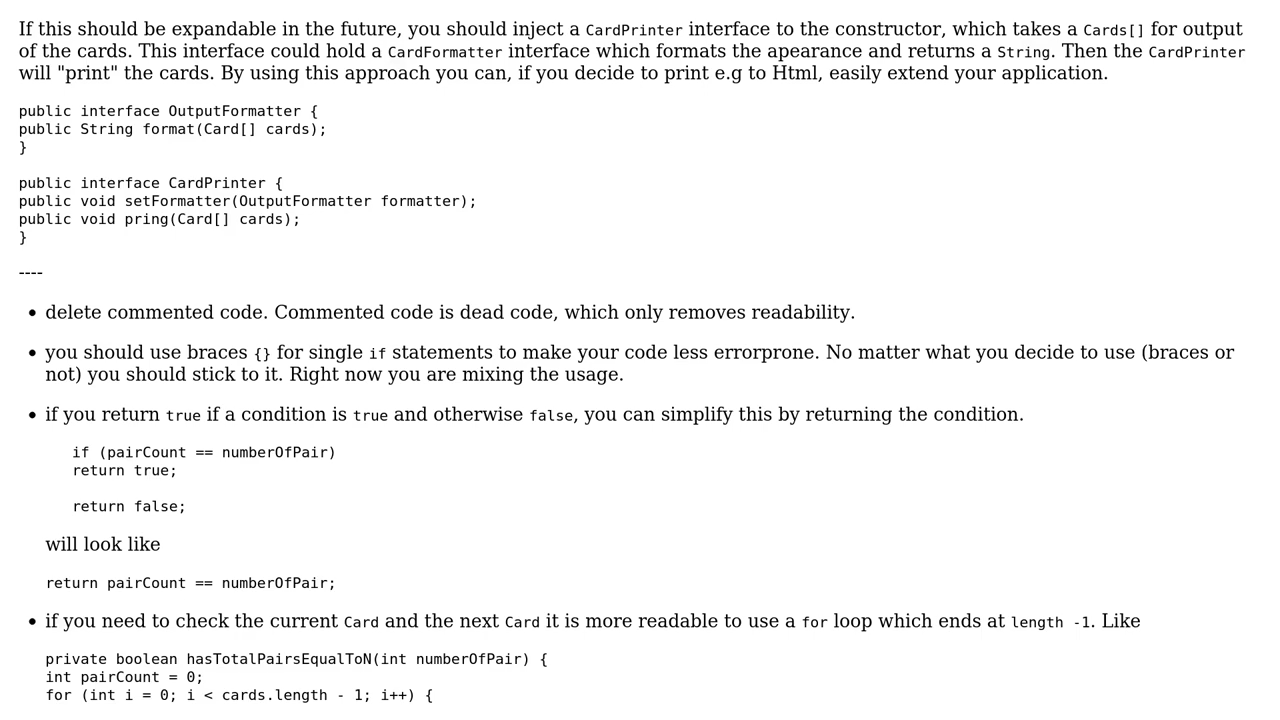 If this should be expandable in the future, you should inject a CardPrinter interface to the constructor, which takes a Cards[] for output
of the cards. This interface could hold a CardFormatter interface which formats the apearance and returns a String. Then the CardPrinter
will "print" the cards. By using this approach you can, if you decide to print e.g to Html, easily extend your application.
public interface OutputFormatter {
public String format(Card[] cards);
}
public interface CardPrinter {
public void setFormatter(OutputFormatter formatter);
public void pring(Card[] cards);
}
----
• delete commented code. Commented code is dead code, which only removes readability.
• you should use braces {} for single if statements to make your code less errorprone. No matter what you decide to use (braces or
not) you should stick to it. Right now you are mixing the usage.
• if you return true if a condition is true and otherwise false, you can simplify this by returning the condition.
if (pairCount == numberOfPair)
return true;
return false;
will look like
return pairCount == numberOfPair;
• if you need to check the current Card and the next Card it is more readable to use a for loop which ends at length -1. Like
private boolean hasTotalPairsEqualToN(int numberOfPair) {
int pairCount = 0;
for (int i = 0; i < cards.length - 1; i++) {